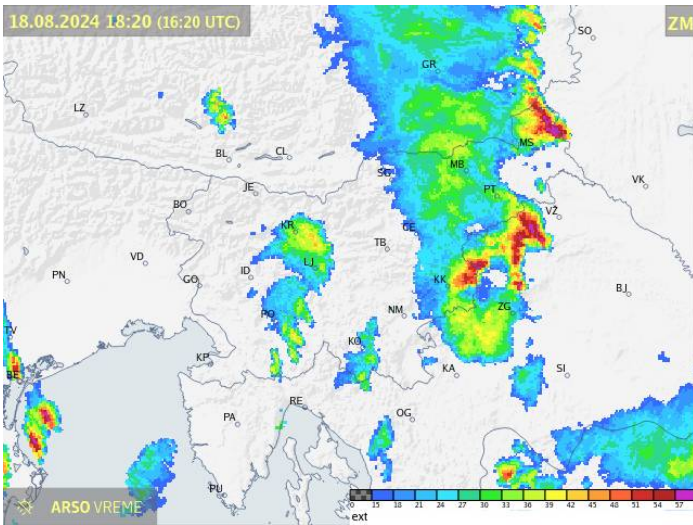 18.08.2024 18:20 (16:20 UTC)
ZM
SO
GR
LZ
MS
BL
CL
MB
SG
JE
PT
VK
BO
VŽ
KR
CE
TB
VD
LJ
ID
PN
GO
KK
BJ
PO
NM
ZG
TV
KO
KP
BE
KA
SI
RE
PA
OG
PU
ARSO VREME
0 15 18 21 24 27 30 33 36 39 42 45 48 51 54 57
ext